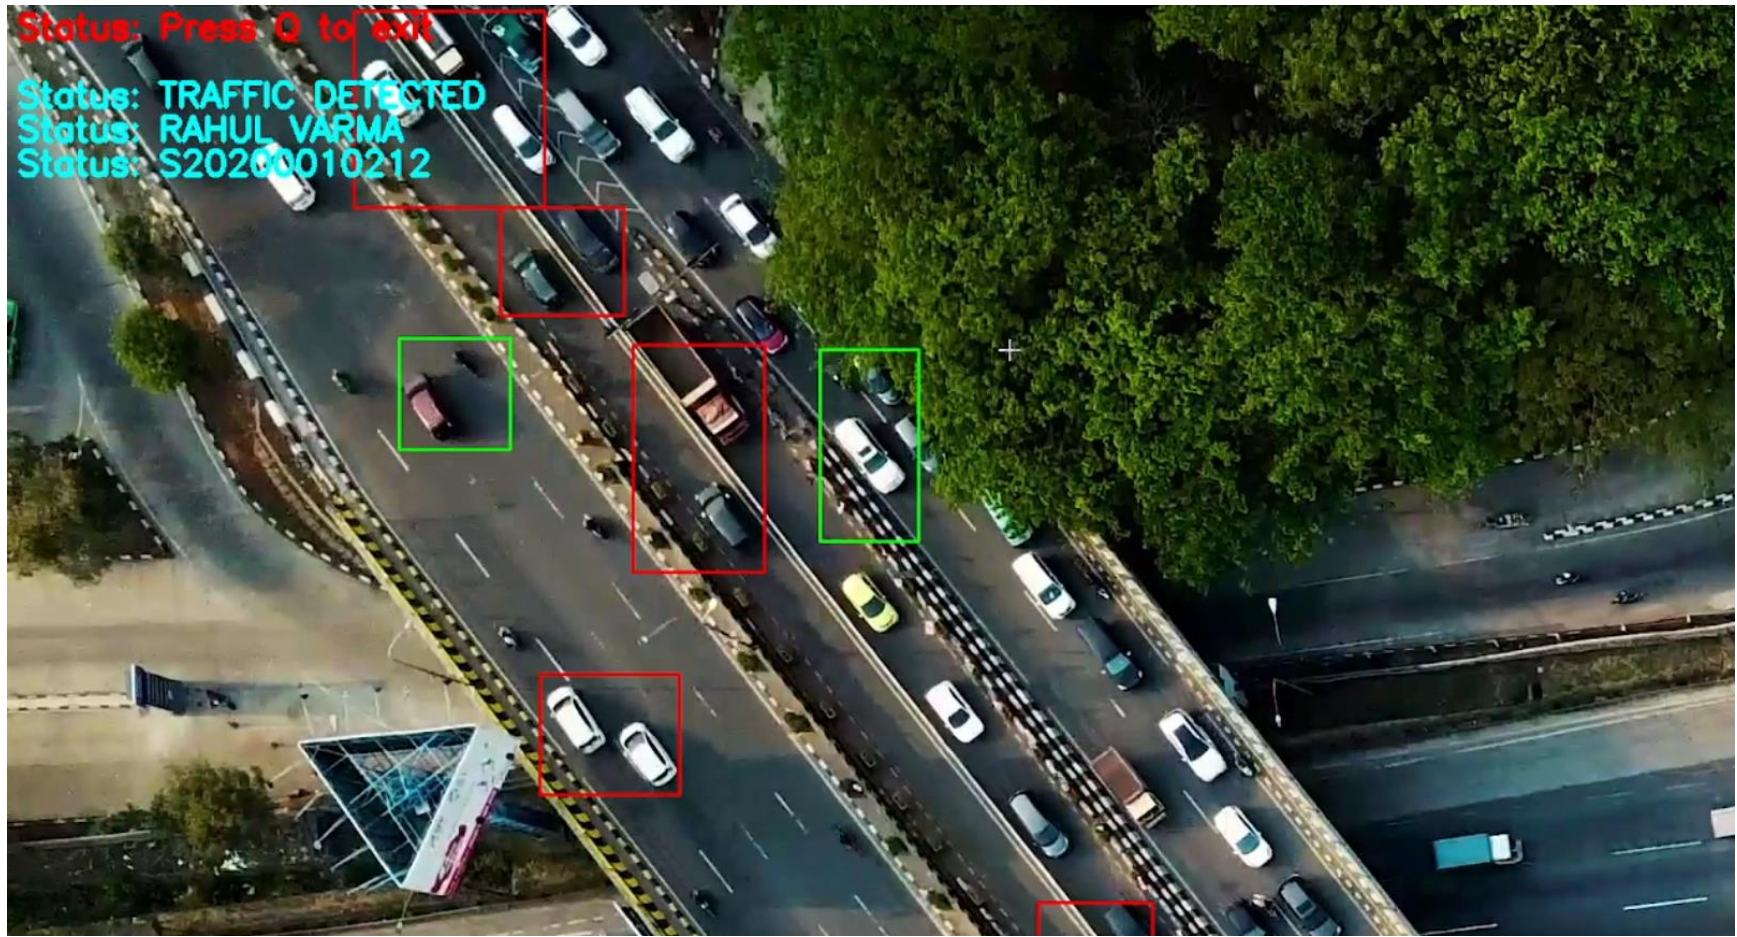 Status: Press Q to exit
Status: TRAFFIC DETECTED
Status: RAHUL VARMA
Status: S20200010212